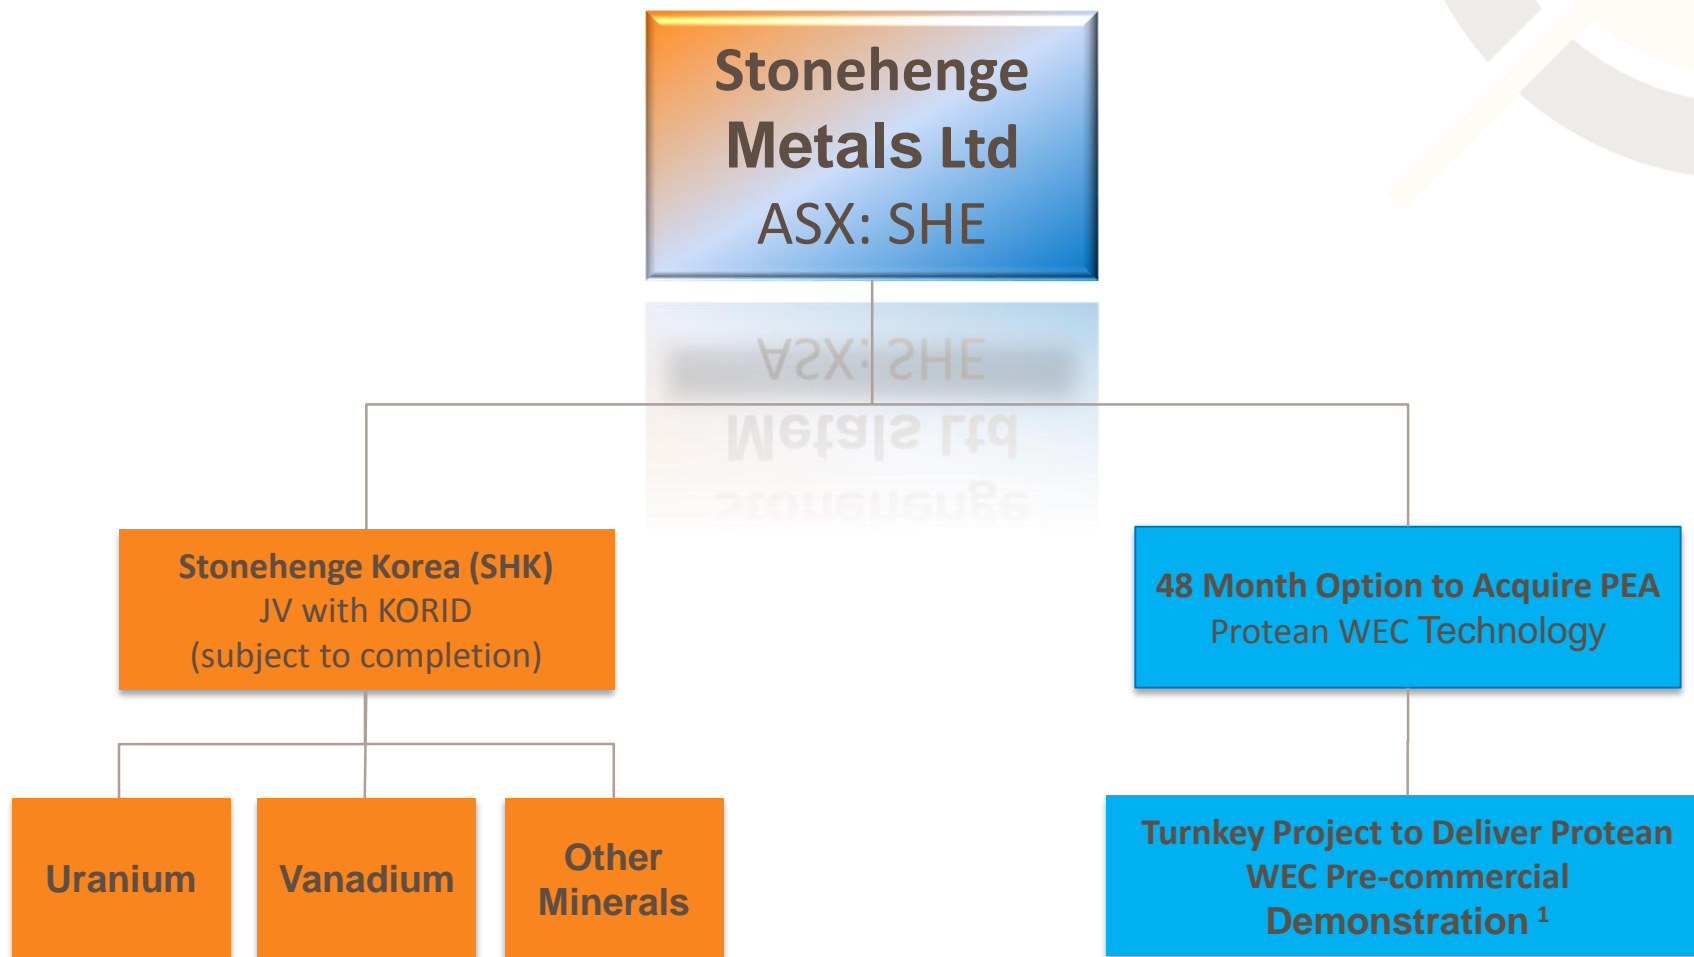 Stonehenge
Metals Ltd
ASX: SHE
Stonehenge Korea (SHK)
JV with KORID
(subject to completion)
48 Month Option to Acquire PEA
Protean WEC Technology
Uranium
Vanadium
Other
Minerals
Turnkey Project to Deliver Protean
WEC Pre-commercial
Demonstration 1